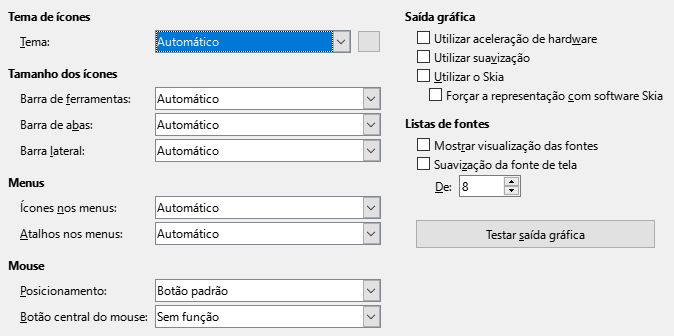 Tema de ícones
Tema: Automático
Tamanho dos ícones
Barra de ferramentas: Automático
Barra de abas: Automático
Barra lateral: Automático
Menus
Ícones nos menus: Automático
Atalhos nos menus: Automático
Mouse
Posicionamento: Botão padrão
Botão central do mouse: Sem função
Saída gráfica
Utilizar aceleração de hardware
Utilizar suavização
Utilizar o Skia
Forçar a representação com software Skia
Listas de fontes
Mostrar visualização das fontes
Suavização da fonte de tela
De: 8
Testar saída gráfica